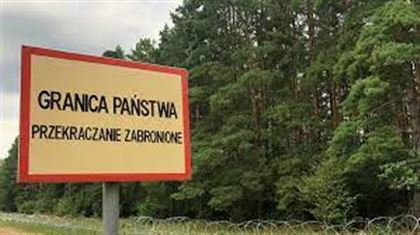 GRANICA PAŃSTWA
PRZEKRACZANIE ZABRONIONE